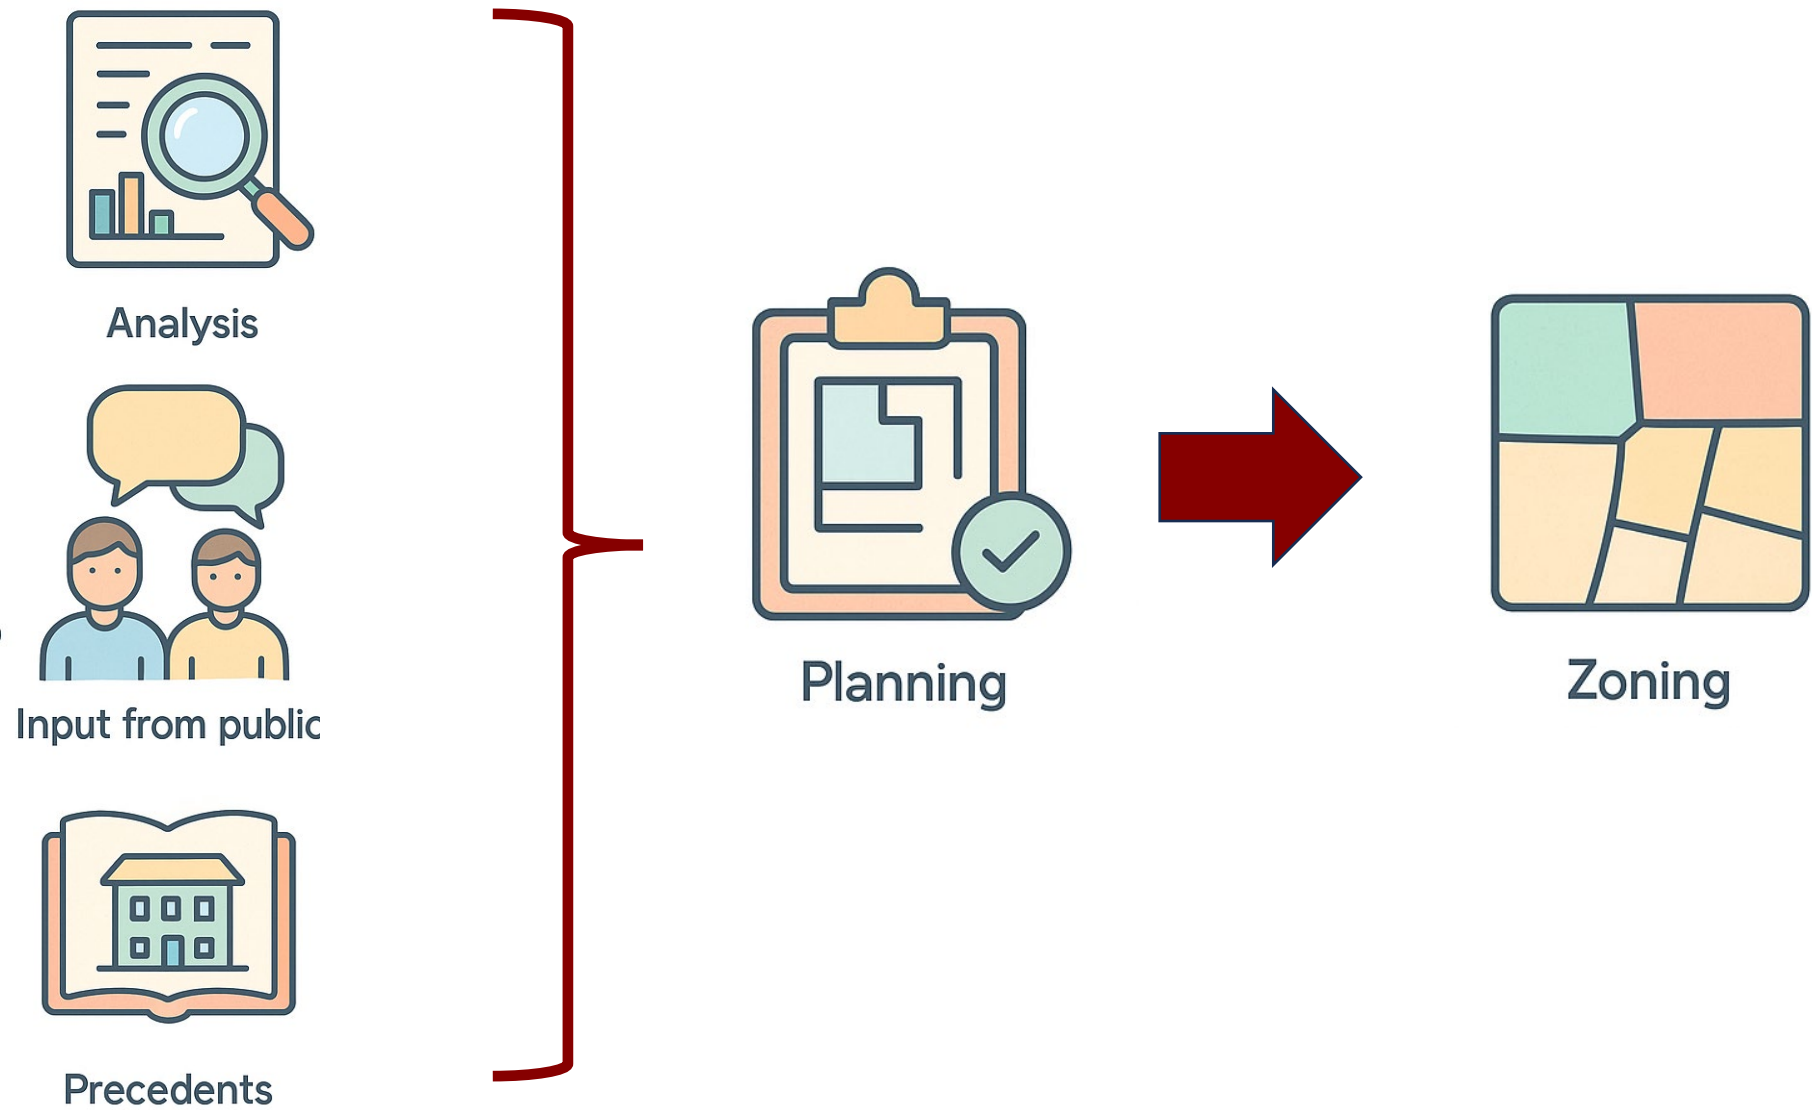 Analysis
Input from public
Precedents
Planning
Zoning